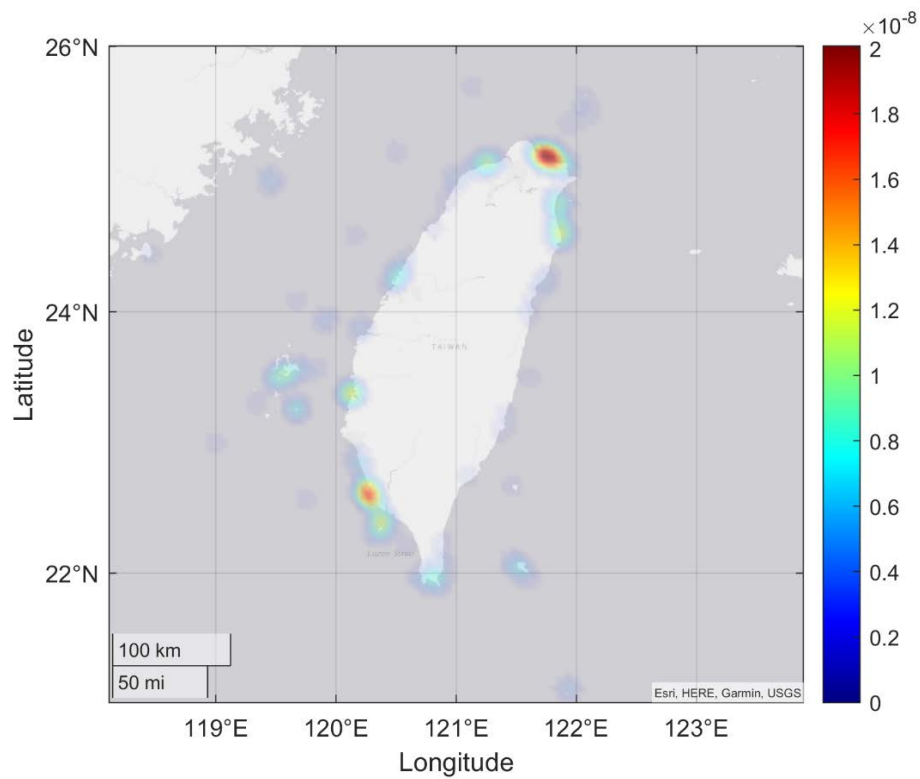 ×10⁻⁸
26°N
24°N
22°N
Latitude
TAIWAN
Luzon Strait
100 km
50 mi
Esri, HERE, Garmin, USGS
119°E 120°E 121°E 122°E 123°E
Longitude
2
1.8
1.6
1.4
1.2
1
0.8
0.6
0.4
0.2
0